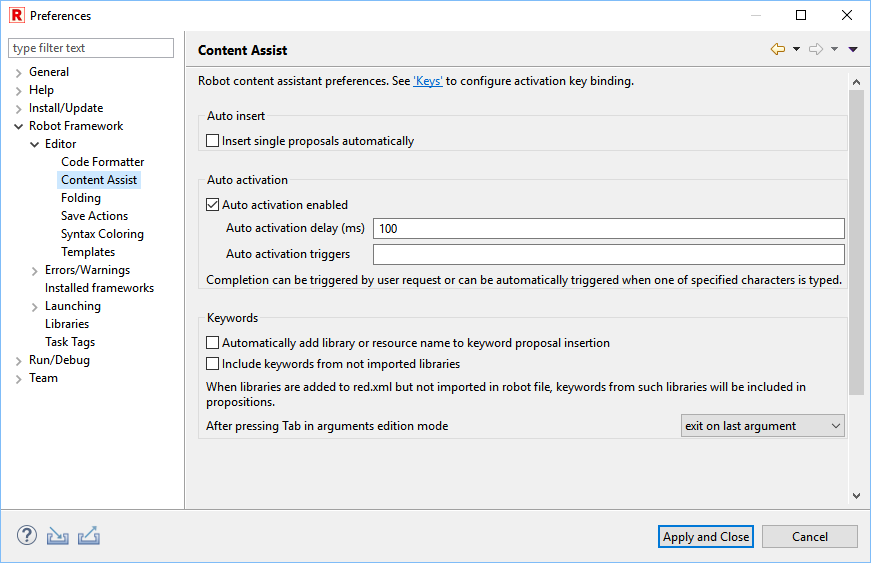 R Preferences
type filter text
General
Help
Install/Update
Robot Framework
Editor
Code Formatter
Content Assist
Folding
Save Actions
Syntax Coloring
Templates
Errors/Warnings
Installed frameworks
Launching
Libraries
Task Tags
Run/Debug
Team
Content Assist
Robot content assistant preferences. See 'Keys' to configure activation key binding.
Auto insert
Insert single proposals automatically
Auto activation
Auto activation enabled
Auto activation delay (ms) 100
Auto activation triggers
Completion can be triggered by user request or can be automatically triggered when one of specified characters is typed.
Keywords
Automatically add library or resource name to keyword proposal insertion
Include keywords from not imported libraries
When libraries are added to red.xml but not imported in robot file, keywords from such libraries will be included in
propositions.
After pressing Tab in arguments edition mode exit on last argument
? Apply and Close Cancel